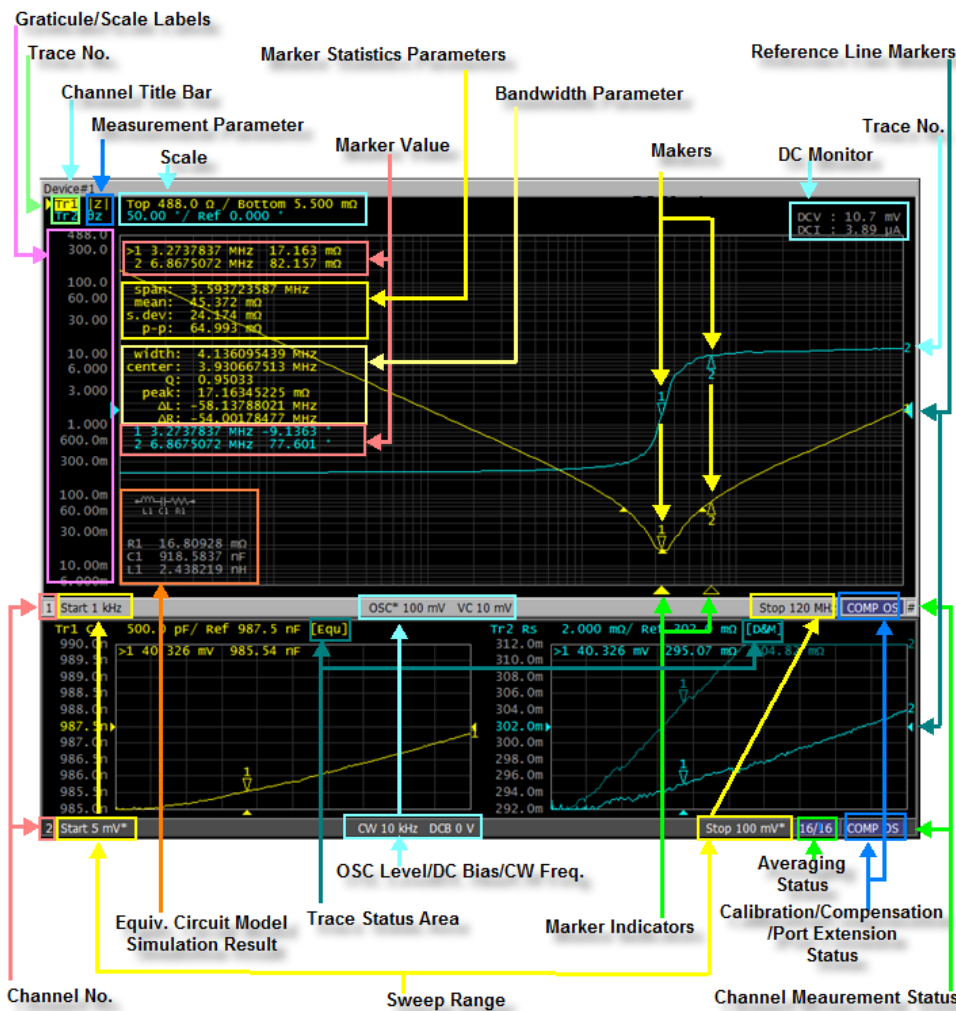 Graticule/Scale Labels
Trace No.
Marker Statistics Parameters
Reference Line Markers
Channel Title Bar
Bandwidth Parameter
Measurement Parameter
Trace No.
Marker Value
Makers
Scale
DC Monitor
Device#1
Tr1 |Z| Top 488.0 Ω / Bottom 5.500 mΩ
Tr2 θz 50.00 °/ Ref 0.000 °
DCV : 10.7 mV
DCI : 3.89 µA
488.0
300.0
100.0
60.00
30.00
10.00
6.000
3.000
1.000
600.0m
300.0m
100.0m
60.00m
30.00m
10.00m
6.000m
>1 3.2737837 MHz 17.163 mΩ
2 6.8675072 MHz 82.157 mΩ
span: 3.593723587 MHz
mean: 45.372 mΩ
s.dev: 24.174 mΩ
p-p: 64.993 mΩ
width: 4.136095439 MHz
center: 3.930667513 MHz
Q: 0.95033
peak: 17.16345225 mΩ
ΔL: -58.13788021 MHz
ΔR: -54.00178477 MHz
1 3.2737837 MHz -9.1363 °
2 6.8675072 MHz 77.601 °
L1 C1 R1
R1 16.80928 mΩ
C1 918.5837 nF
L1 2.438219 nH
1
2
1
2
2
1
1 Start 1 kHz OSC* 100 mV VC 10 mV Stop 120 MH COMP OS #
Tr1 C 500.0 pF/ Ref 987.5 nF [Equ]
990.0n
989.5n
989.0n
988.5n
988.0n
987.5n
987.0n
986.5n
986.0n
985.5n
985.0n
>1 40.326 mV 985.54 nF
1
1
Tr2 Rs 2.000 mΩ/ Ref 302.0 mΩ [D&M]
312.0m
310.0m
308.0m
306.0m
304.0m
302.0m
300.0m
298.0m
296.0m
294.0m
292.0m
>1 40.326 mV 295.07 mΩ
1
1
2
2
2 Start 5 mV* CW 10 kHz DCB 0 V Stop 100 mV* 16/16 COMP OS
OSC Level/DC Bias/CW Freq.
Averaging
Status
Equiv. Circuit Model
Simulation Result
Trace Status Area
Marker Indicators
Calibration/Compensation
/Port Extension
Status
Channel No.
Sweep Range
Channel Meaurement Status